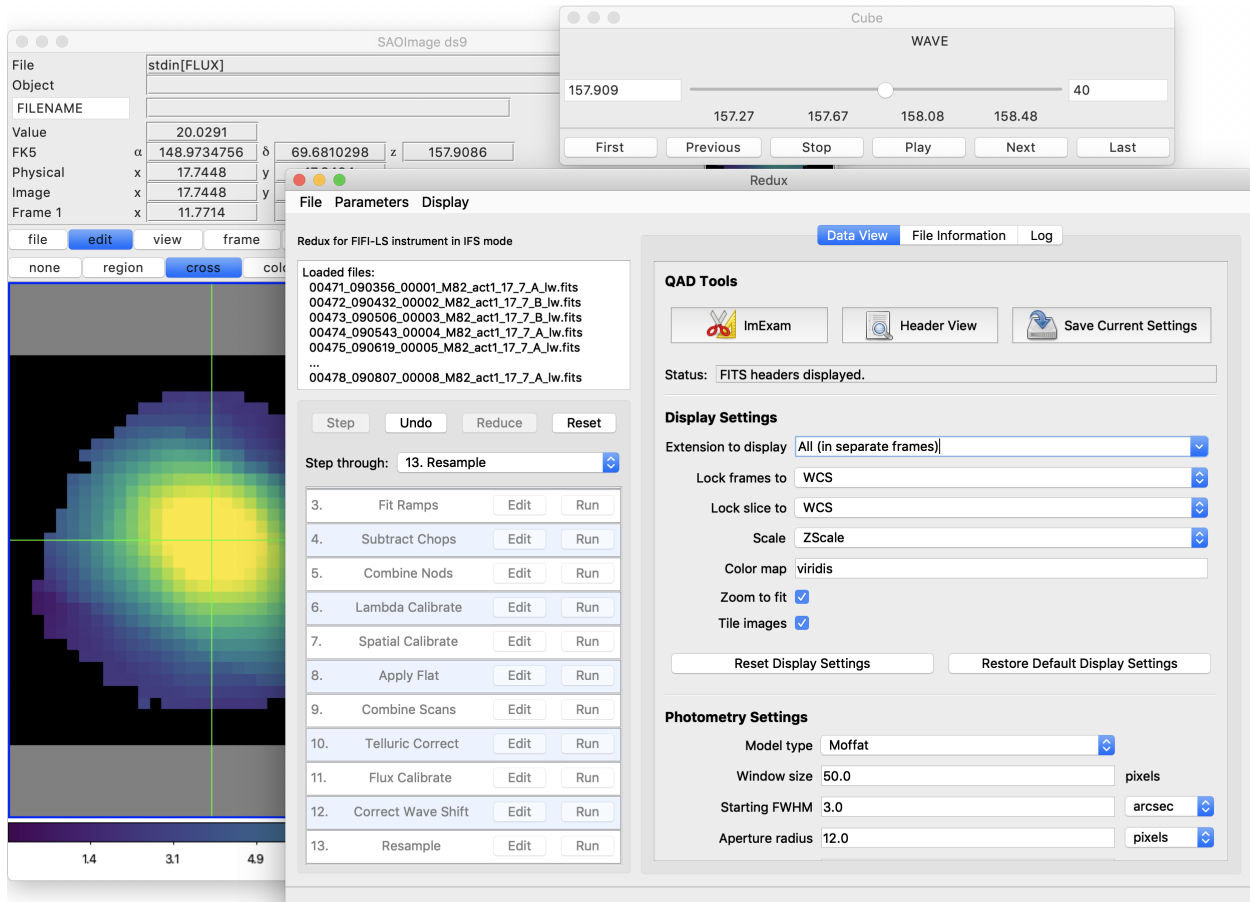 SAOImage ds9
File stdin[FLUX]
Object
FILENAME
Value 20.0291
FK5 α 148.9734756 δ 69.6810298 z 157.9086
Physical x 17.7448 y
Image x 17.7448 y
Frame 1 x 11.7714
file edit view frame
none region cross colo
1.4 3.1 4.9
Cube
WAVE
157.909 40
157.27 157.67 158.08 158.48
First Previous Stop Play Next Last
Redux
File Parameters Display
Redux for FIFI-LS instrument in IFS mode
Loaded files:
00471_090356_00001_M82_act1_17_7_A_lw.fits
00472_090432_00002_M82_act1_17_7_B_lw.fits
00473_090506_00003_M82_act1_17_7_B_lw.fits
00474_090543_00004_M82_act1_17_7_A_lw.fits
00475_090619_00005_M82_act1_17_7_A_lw.fits
...
00478_090807_00008_M82_act1_17_7_A_lw.fits
Step Undo Reduce Reset
Step through: 13. Resample
3. Fit Ramps Edit Run
4. Subtract Chops Edit Run
5. Combine Nods Edit Run
6. Lambda Calibrate Edit Run
7. Spatial Calibrate Edit Run
8. Apply Flat Edit Run
9. Combine Scans Edit Run
10. Telluric Correct Edit Run
11. Flux Calibrate Edit Run
12. Correct Wave Shift Edit Run
13. Resample Edit Run
Data View File Information Log
QAD Tools
ImExam Header View Save Current Settings
Status: FITS headers displayed.
Display Settings
Extension to display All (in separate frames)
Lock frames to WCS
Lock slice to WCS
Scale ZScale
Color map viridis
Zoom to fit
Tile images
Reset Display Settings Restore Default Display Settings
Photometry Settings
Model type Moffat
Window size 50.0 pixels
Starting FWHM 3.0 arcsec
Aperture radius 12.0 pixels